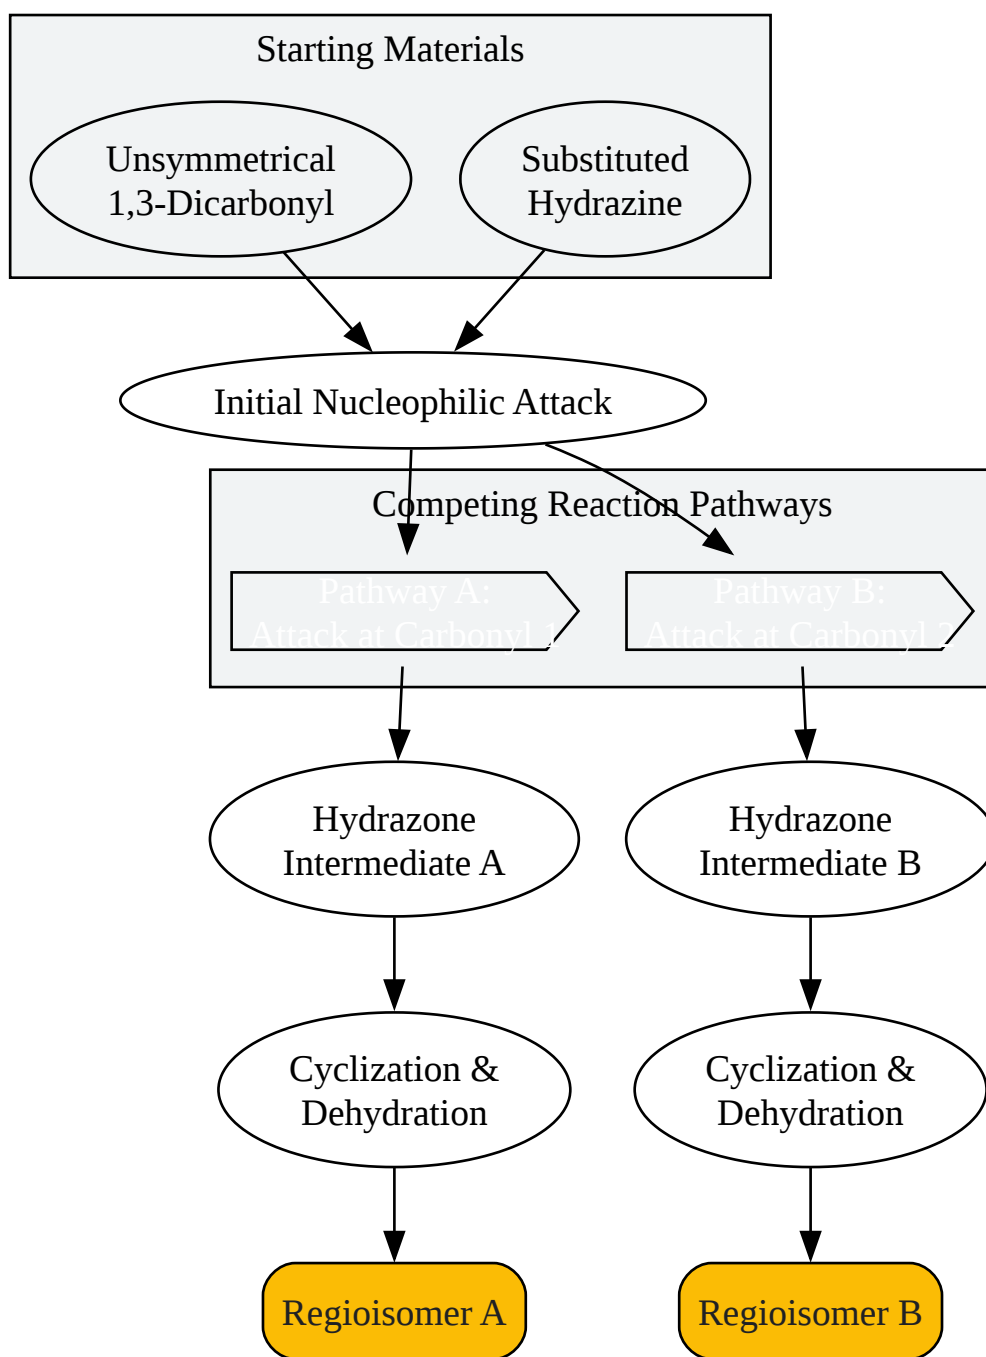 Starting Materials
Unsymmetrical
1,3-Dicarbonyl
Substituted
Hydrazine
Initial Nucleophilic Attack
Competing Reaction Pathways
Pathway A:
Attack at Carbonyl 1
Pathway B:
Attack at Carbonyl 2
Hydrazone
Intermediate A
Hydrazone
Intermediate B
Cyclization &
Dehydration
Cyclization &
Dehydration
Regioisomer A
Regioisomer B